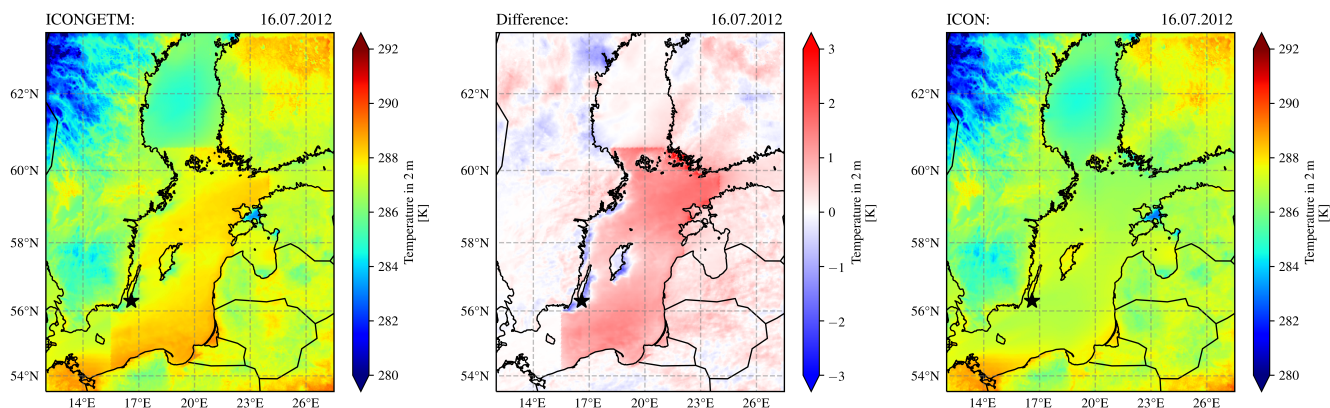 ICONGETM: 16.07.2012
62°N
60°N
58°N
56°N
54°N
14°E 17°E 20°E 23°E 26°E
292
290
288
286
284
282
280
Temperature in 2 m
[K]
Difference: 16.07.2012
62°N
60°N
58°N
56°N
54°N
14°E 17°E 20°E 23°E 26°E
3
2
1
0
−1
−2
−3
Temperature in 2 m
[K]
ICON: 16.07.2012
62°N
60°N
58°N
56°N
54°N
14°E 17°E 20°E 23°E 26°E
292
290
288
286
284
282
280
Temperature in 2 m
[K]